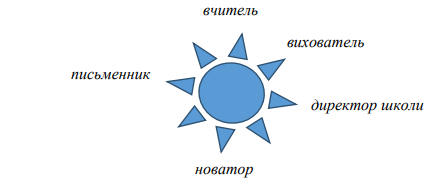 вчитель
вихователь
письменник
директор школи
новатор